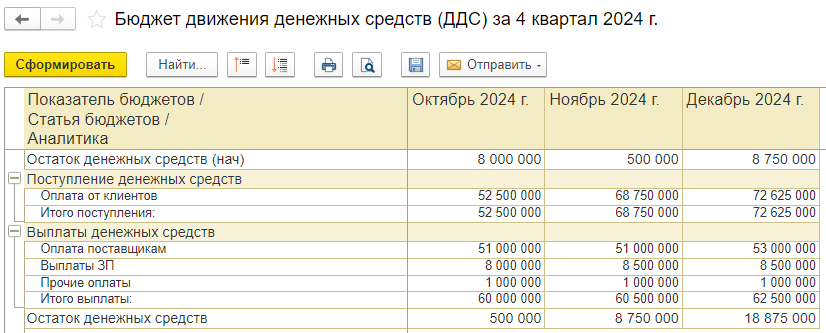 Бюджет движения денежных средств (ДДС) за 4 квартал 2024 г.
Сформировать Найти... Отправить
Показатель бюджетов / Октябрь 2024 г. Ноябрь 2024 г. Декабрь 2024 г.
Статья бюджетов /
Аналитика
Остаток денежных средств (нач) 8 000 000 500 000 8 750 000
Поступление денежных средств
Оплата от клиентов 52 500 000 68 750 000 72 625 000
Итого поступления: 52 500 000 68 750 000 72 625 000
Выплаты денежных средств
Оплата поставщикам 51 000 000 51 000 000 53 000 000
Выплаты ЗП 8 000 000 8 500 000 8 500 000
Прочие оплаты 1 000 000 1 000 000 1 000 000
Итого выплаты: 60 000 000 60 500 000 62 500 000
Остаток денежных средств 500 000 8 750 000 18 875 000